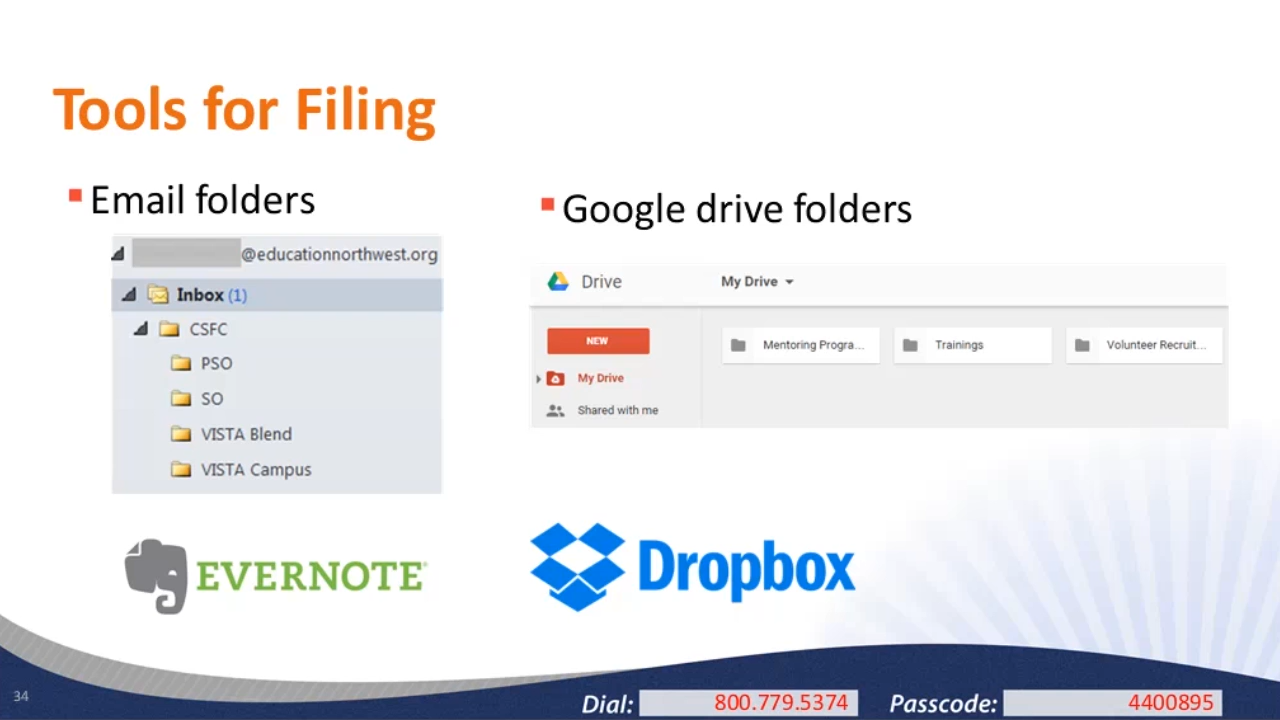 Tools for Filing
Email folders
@educationnorthwest.org
Inbox (1)
CSFC
PSO
SO
VISTA Blend
VISTA Campus
EVERNOTE®
Google drive folders
Drive
My Drive
NEW
My Drive
Shared with me
Mentoring Progra...
Trainings
Volunteer Recruit...
Dropbox
34
Dial: 800.779.5374
Passcode: 4400895